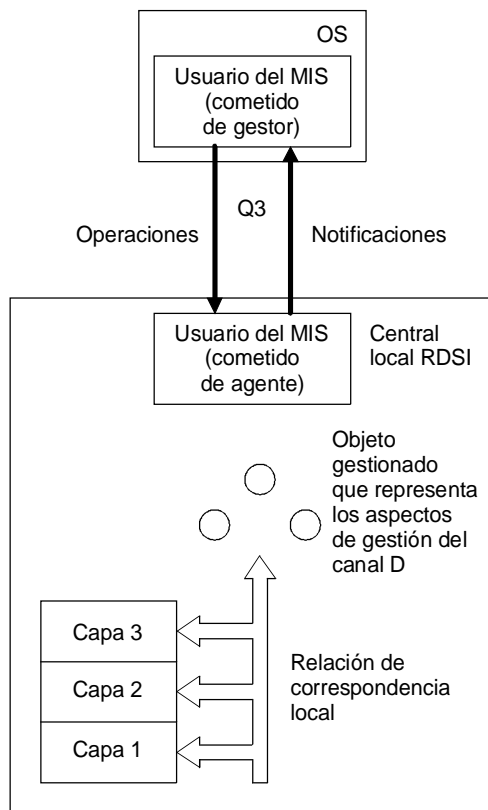 OS
Usuario del MIS
(cometido
de gestor)
Q3
Operaciones
Notificaciones
Usuario del MIS
(cometido
de agente)
Central
local RDSI
Objeto
gestionado
que representa
los aspectos
de gestión del
canal D
Capa 3
Capa 2
Capa 1
Relación de
correspondencia
local